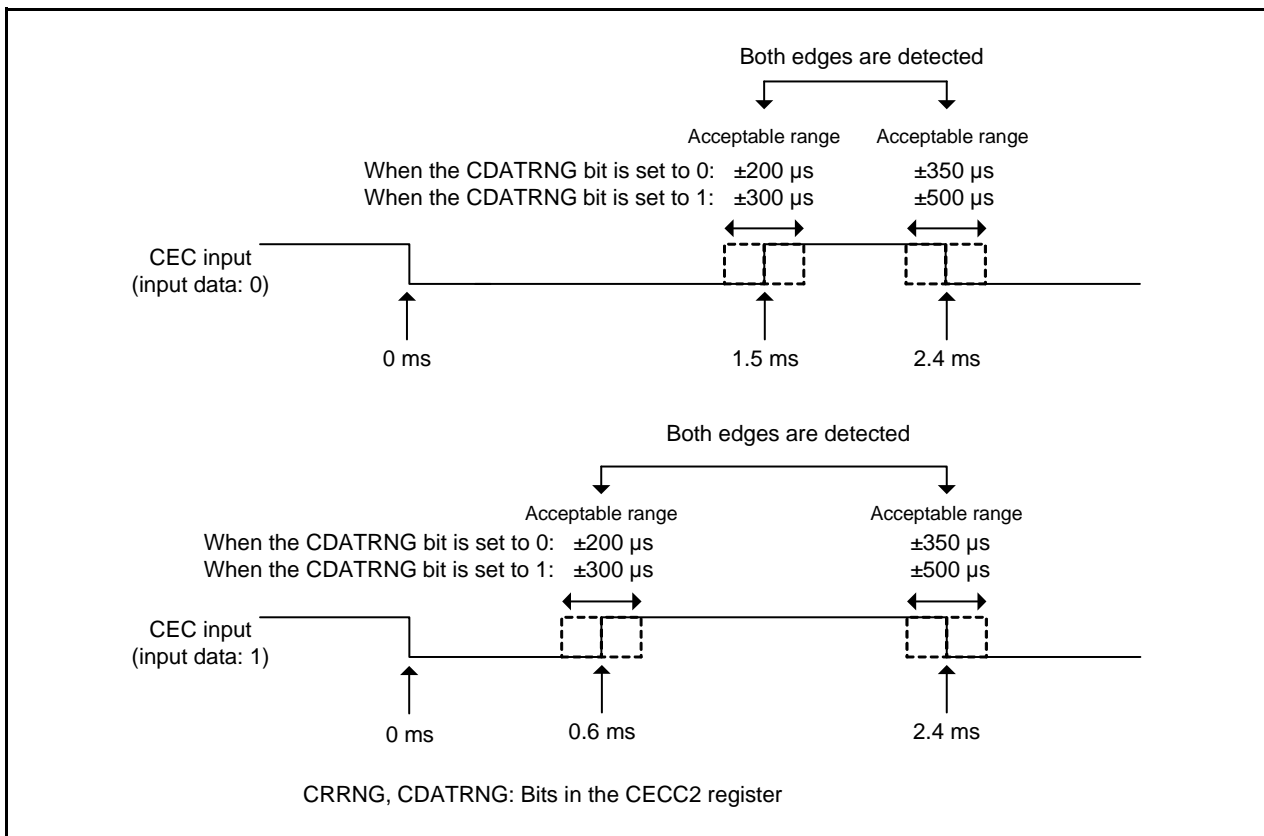 Both edges are detected
Acceptable range Acceptable range
When the CDATRNG bit is set to 0: ±200 µs ±350 µs
When the CDATRNG bit is set to 1: ±300 µs ±500 µs
CEC input
(input data: 0)
0 ms 1.5 ms 2.4 ms
Both edges are detected
Acceptable range Acceptable range
When the CDATRNG bit is set to 0: ±200 µs ±350 µs
When the CDATRNG bit is set to 1: ±300 µs ±500 µs
CEC input
(input data: 1)
0 ms 0.6 ms 2.4 ms
CRRNG, CDATRNG: Bits in the CECC2 register